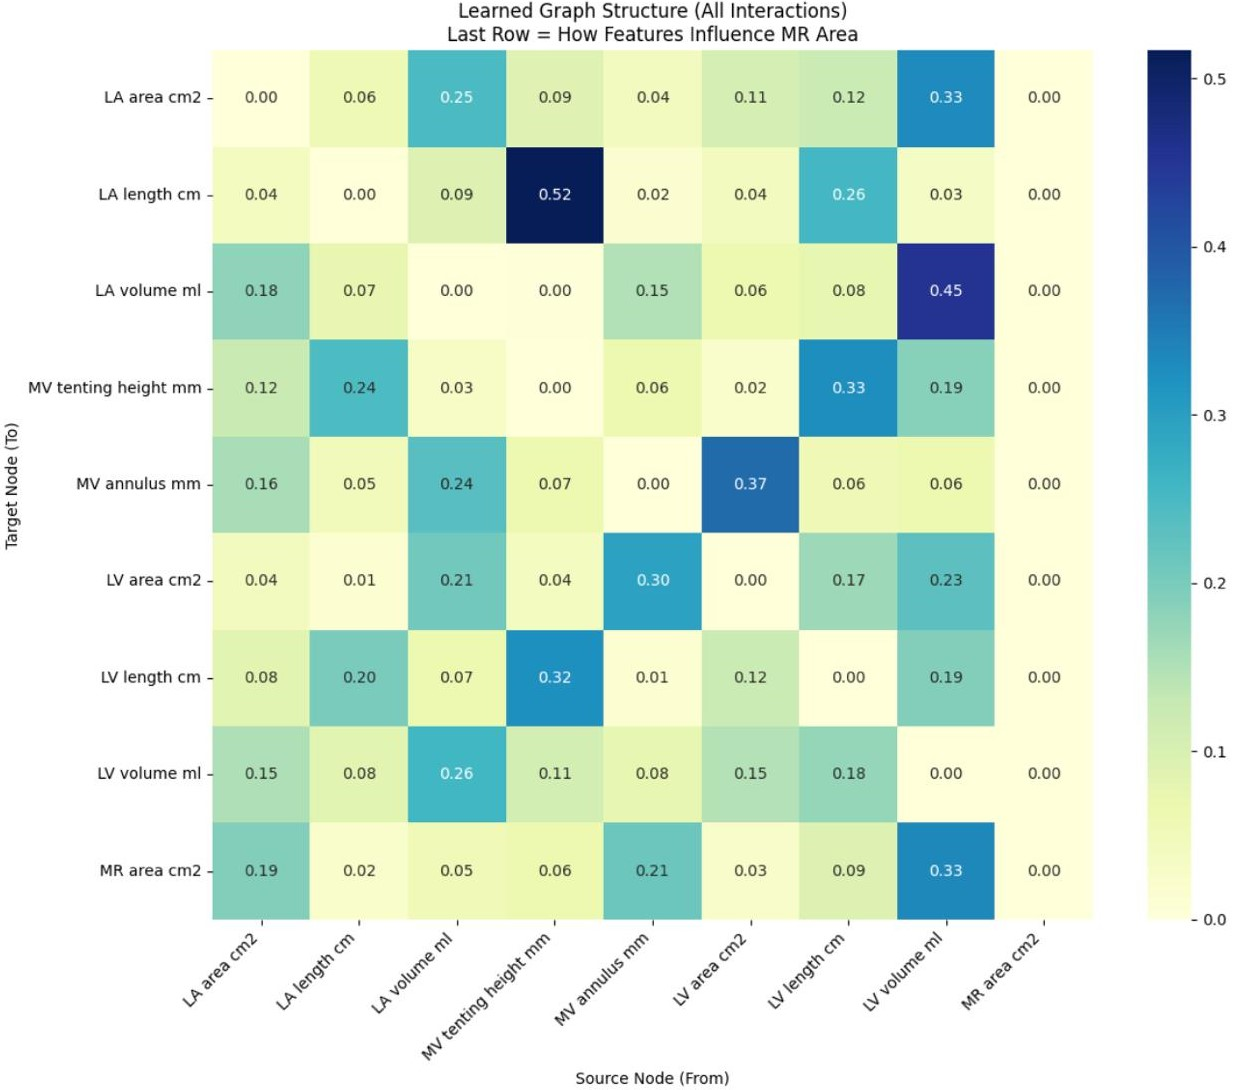 Learned Graph Structure (All Interactions)
Last Row = How Features Influence MR Area
LA area cm2 0.00 0.06 0.25 0.09 0.04 0.11 0.12 0.33 0.00
LA length cm 0.04 0.00 0.09 0.52 0.02 0.04 0.26 0.03 0.00
LA volume ml 0.18 0.07 0.00 0.00 0.15 0.06 0.08 0.45 0.00
MV tenting height mm 0.12 0.24 0.03 0.00 0.06 0.02 0.33 0.19 0.00
MV annulus mm 0.16 0.05 0.24 0.07 0.00 0.37 0.06 0.06 0.00
LV area cm2 0.04 0.01 0.21 0.04 0.30 0.00 0.17 0.23 0.00
LV length cm 0.08 0.20 0.07 0.32 0.01 0.12 0.00 0.19 0.00
LV volume ml 0.15 0.08 0.26 0.11 0.08 0.15 0.18 0.00 0.00
MR area cm2 0.19 0.02 0.05 0.06 0.21 0.03 0.09 0.33 0.00
Target Node (To)
LA area cm2
LA length cm
LA volume ml
MV tenting height mm
MV annulus mm
LV area cm2
LV length cm
LV volume ml
MR area cm2
Source Node (From)
0.5
0.4
0.3
0.2
0.1
0.0